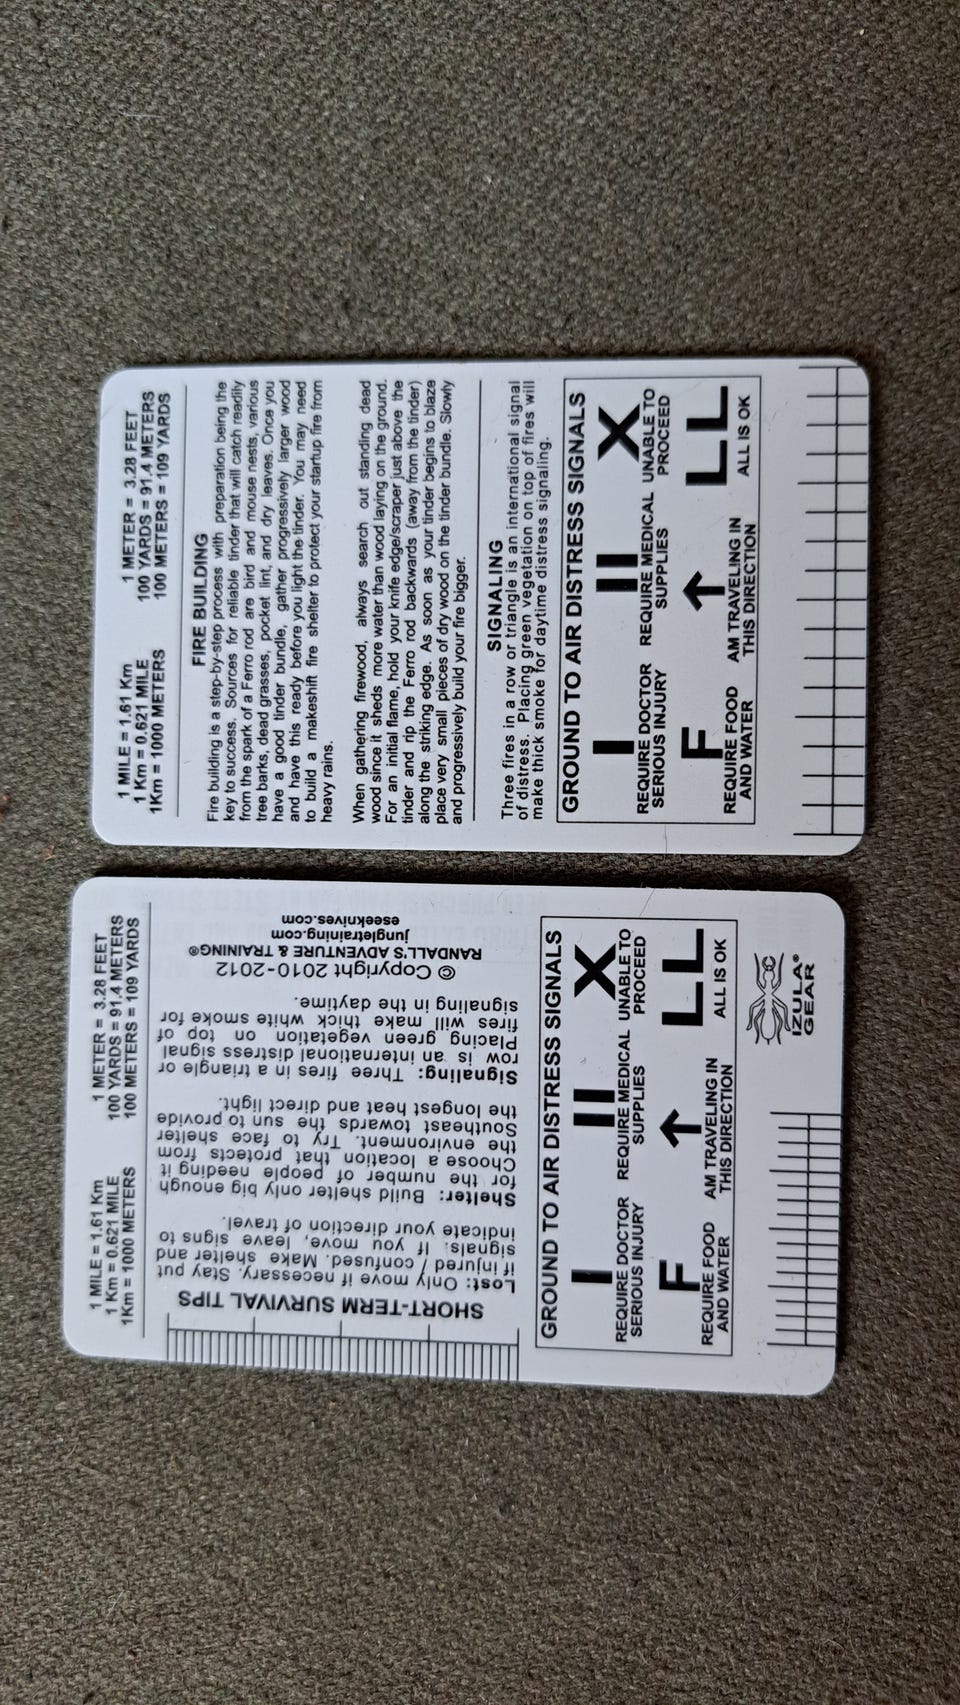 1 MILE = 1.61 Km
1 Km = 0.621 MILE
1Km = 1000 METERS
1 METER = 3.28 FEET
100 YARDS = 91.4 METERS
100 METERS = 109 YARDS
FIRE BUILDING
Fire building is a step-by-step process with preparation being the
key to success. Sources for reliable tinder that will catch readily
from the spark of a Ferro rod are bird and mouse nests, various
tree barks, dead grasses, pocket lint, and dry leaves. Once you
have a good tinder bundle, gather progressively larger wood
and have this ready before you light the tinder. You may need
to build a makeshift fire shelter to protect your startup fire from
heavy rains.
When gathering firewood, always search out standing dead
wood since it sheds more water than wood laying on the ground.
For an initial flame, hold your knife edge/scraper just above the
tinder and rip the Ferro rod backwards (away from the tinder)
along the striking edge. As soon as your tinder begins to blaze
place very small pieces of dry wood on the tinder bundle. Slowly
and progressively build your fire bigger.
SIGNALING
Three fires in a row or triangle is an international signal
of distress. Placing green vegetation on top of fires will
make thick smoke for daytime distress signaling.
GROUND TO AIR DISTRESS SIGNALS
I
REQUIRE DOCTOR
SERIOUS INJURY
II
REQUIRE MEDICAL
SUPPLIES
X
UNABLE TO
PROCEED
F
REQUIRE FOOD
AND WATER
↑
AM TRAVELING IN
THIS DIRECTION
LL
ALL IS OK
1 MILE = 1.61 Km
1 Km = 0.621 MILE
1Km = 1000 METERS
1 METER = 3.28 FEET
100 YARDS = 91.4 METERS
100 METERS = 109 YARDS
SHORT-TERM SURVIVAL TIPS
Lost: Only move if necessary. Stay put
if injured / confused. Make shelter and
signals. If you move, leave signs to
indicate your direction of travel.
Shelter: Build shelter only big enough
for the number of people needing it
Choose a location that protects from
the environment. Try to face shelter
Southeast towards the sun to provide
the longest heat and direct light.
Signaling: Three fires in a triangle or
row is an international distress signal
Placing green vegetation on top of
fires will make thick white smoke for
signaling in the daytime.
© Copyright 2010-2012
RANDALL'S ADVENTURE & TRAINING®
jungletraining.com
eseeknives.com
GROUND TO AIR DISTRESS SIGNALS
I
REQUIRE DOCTOR
SERIOUS INJURY
II
REQUIRE MEDICAL
SUPPLIES
X
UNABLE TO
PROCEED
F
REQUIRE FOOD
AND WATER
↑
AM TRAVELING IN
THIS DIRECTION
LL
ALL IS OK
IZULA®
GEAR